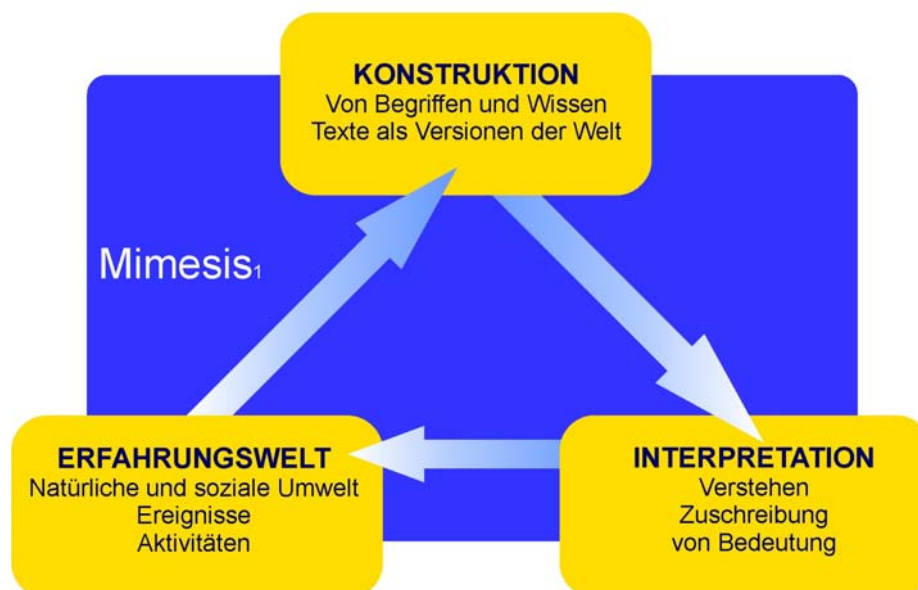 KONSTRUKTION
Von Begriffen und Wissen
Texte als Versionen der Welt
Mimesis1
ERFAHRUNGSWELT
Natürliche und soziale Umwelt
Ereignisse
Aktivitäten
INTERPRETATION
Verstehen
Zuschreibung
von Bedeutung